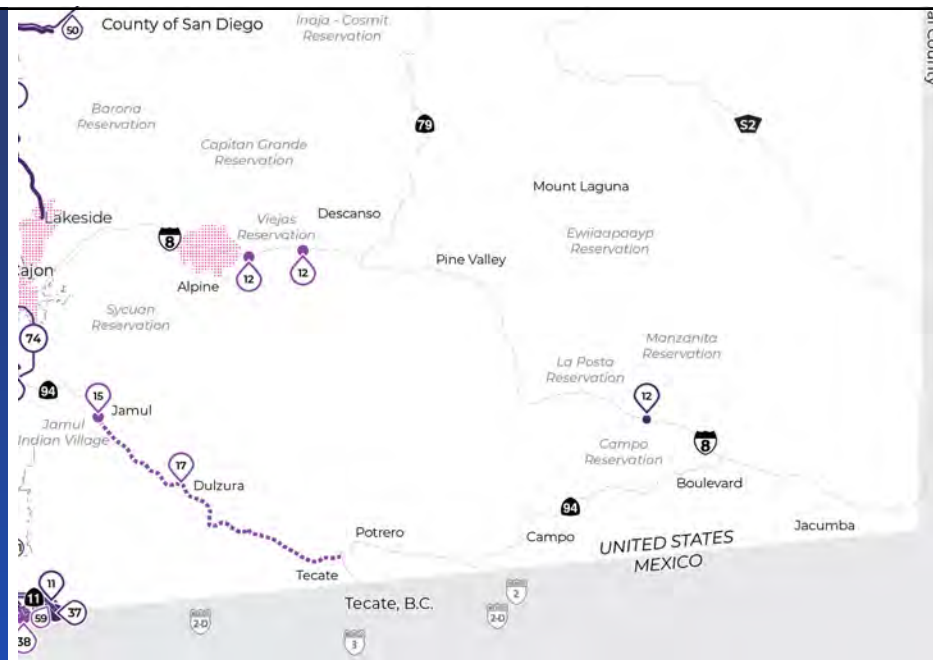 50
County of San Diego
Inaja - Cosmit
Reservation
Barona
Reservation
79
S2
Capitan Grande
Reservation
Mount Laguna
Lakeside
Viejas
Reservation
Descanso
8
Ewiiaapaayp
Reservation
Cajon
Alpine
12
12
Pine Valley
Sycuan
Reservation
74
Manzanita
Reservation
La Posta
Reservation
94
15
Jamul
12
Jamul
Indian Village
8
Campo
Reservation
17
Dulzura
Boulevard
94
Potrero
Campo
Jacumba
UNITED STATES
MEXICO
Tecate
11
11
2
Tecate, B.C.
59
37
2-D
2-D
38
3